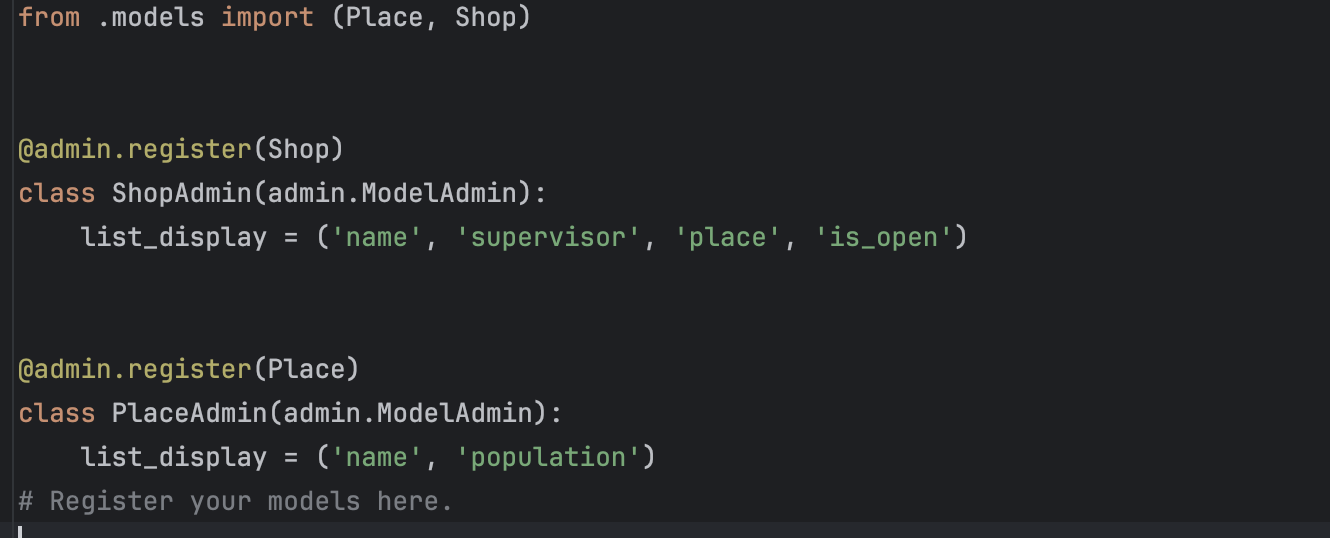 from .models import (Place, Shop)
@admin.register(Shop)
class ShopAdmin(admin.ModelAdmin):
    list_display = ('name', 'supervisor', 'place', 'is_open')
@admin.register(Place)
class PlaceAdmin(admin.ModelAdmin):
    list_display = ('name', 'population')
# Register your models here.